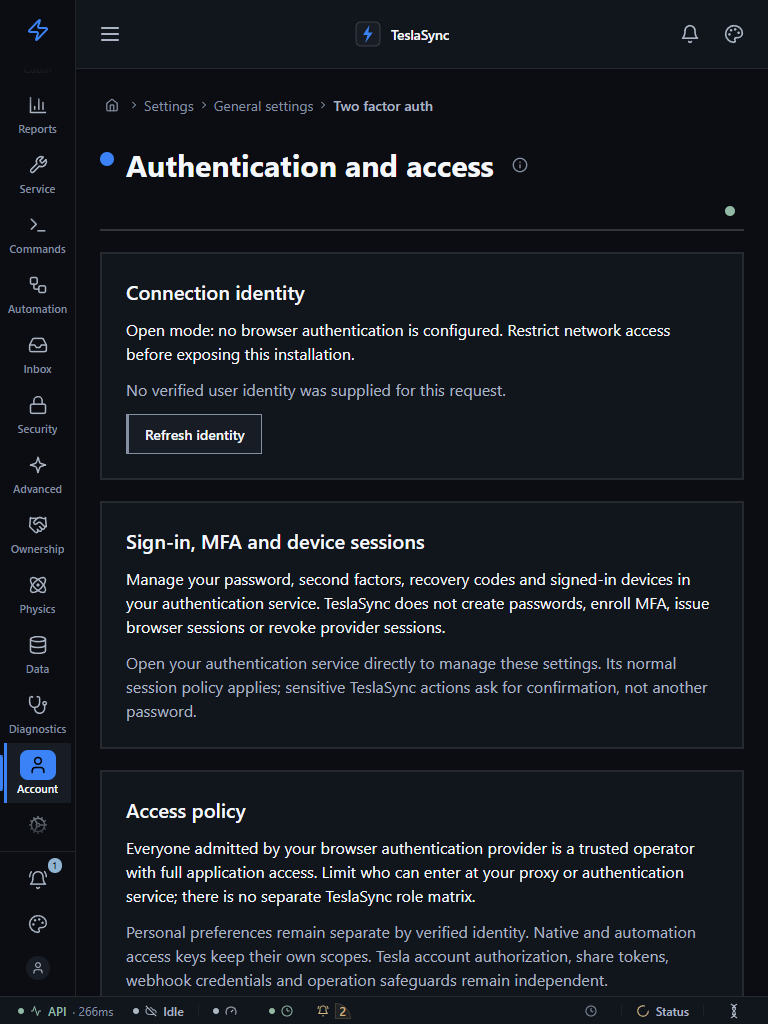 TeslaSync
Settings > General settings > Two factor auth
Authentication and access
Reports
Service
Commands
Automation
Inbox
Security
Advanced
Ownership
Physics
Data
Diagnostics
Account
1
Connection identity
Open mode: no browser authentication is configured. Restrict network access
before exposing this installation.
No verified user identity was supplied for this request.
Refresh identity
Sign-in, MFA and device sessions
Manage your password, second factors, recovery codes and signed-in devices in
your authentication service. TeslaSync does not create passwords, enroll MFA, issue
browser sessions or revoke provider sessions.
Open your authentication service directly to manage these settings. Its normal
session policy applies; sensitive TeslaSync actions ask for confirmation, not another
password.
Access policy
Everyone admitted by your browser authentication provider is a trusted operator
with full application access. Limit who can enter at your proxy or authentication
service; there is no separate TeslaSync role matrix.
Personal preferences remain separate by verified identity. Native and automation
access keys keep their own scopes. Tesla account authorization, share tokens,
webhook credentials and operation safeguards remain independent.
API · 266ms
Idle
2
Status